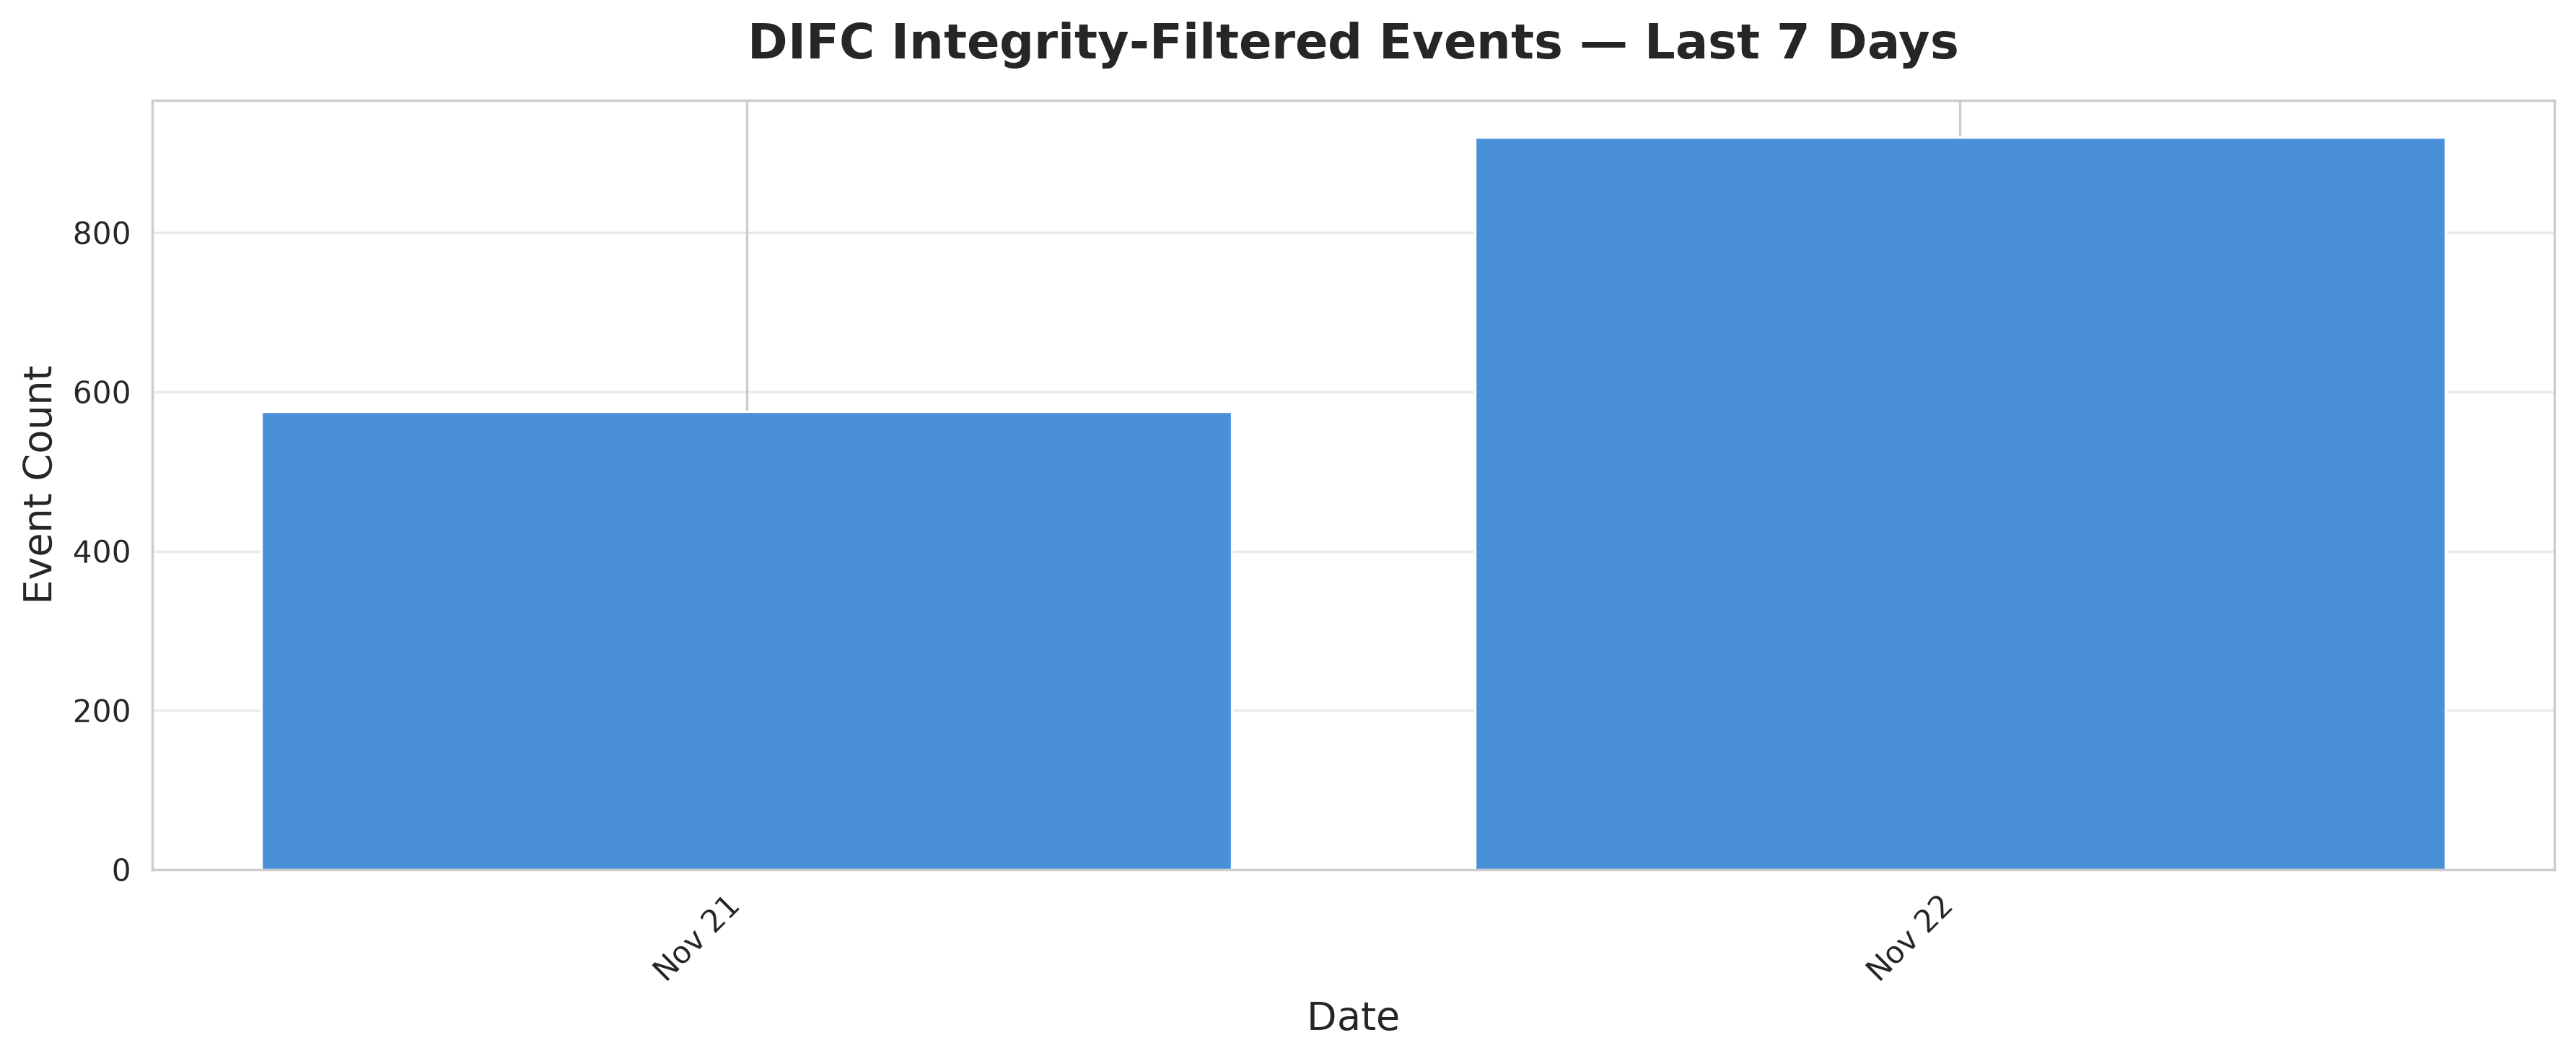 DIFC Integrity-Filtered Events — Last 7 Days
Event Count
800
600
400
200
0
Nov 21
Nov 22
Date